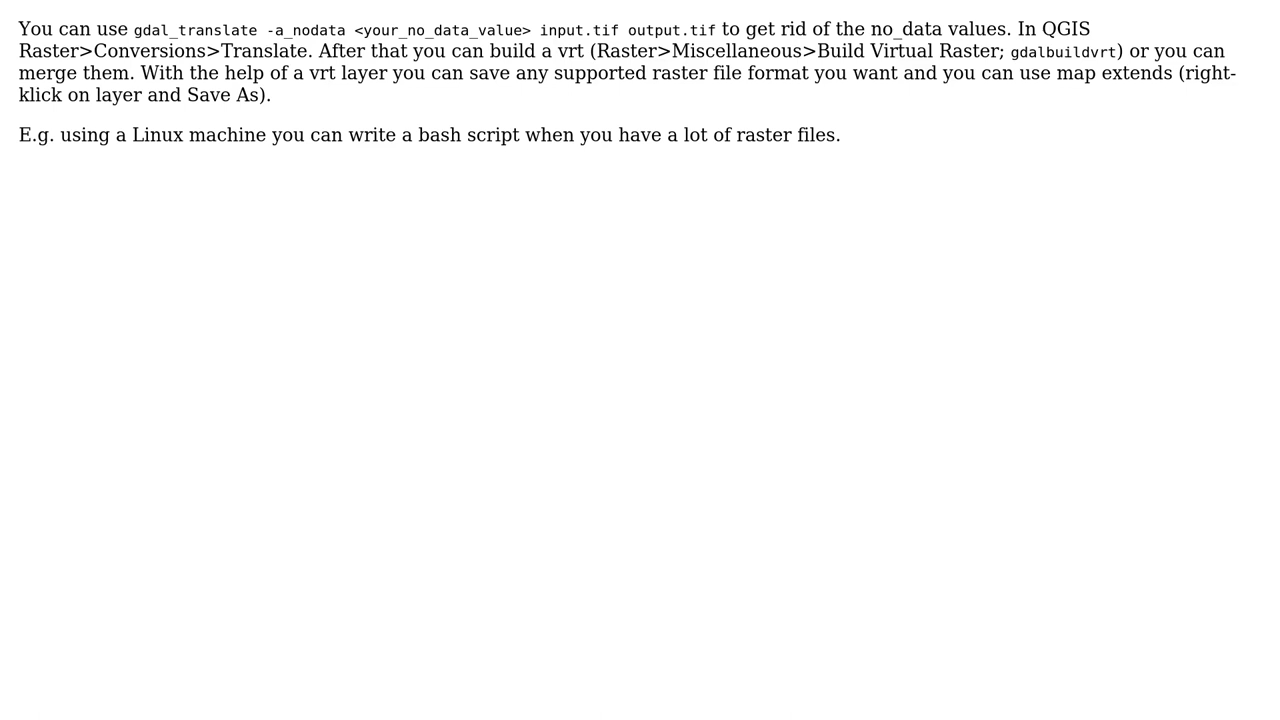 You can use gdal_translate -a_nodata <your_no_data_value> input.tif output.tif to get rid of the no_data values. In QGIS
Raster>Conversions>Translate. After that you can build a vrt (Raster>Miscellaneous>Build Virtual Raster; gdalbuildvrt) or you can
merge them. With the help of a vrt layer you can save any supported raster file format you want and you can use map extends (right-
klick on layer and Save As).
E.g. using a Linux machine you can write a bash script when you have a lot of raster files.